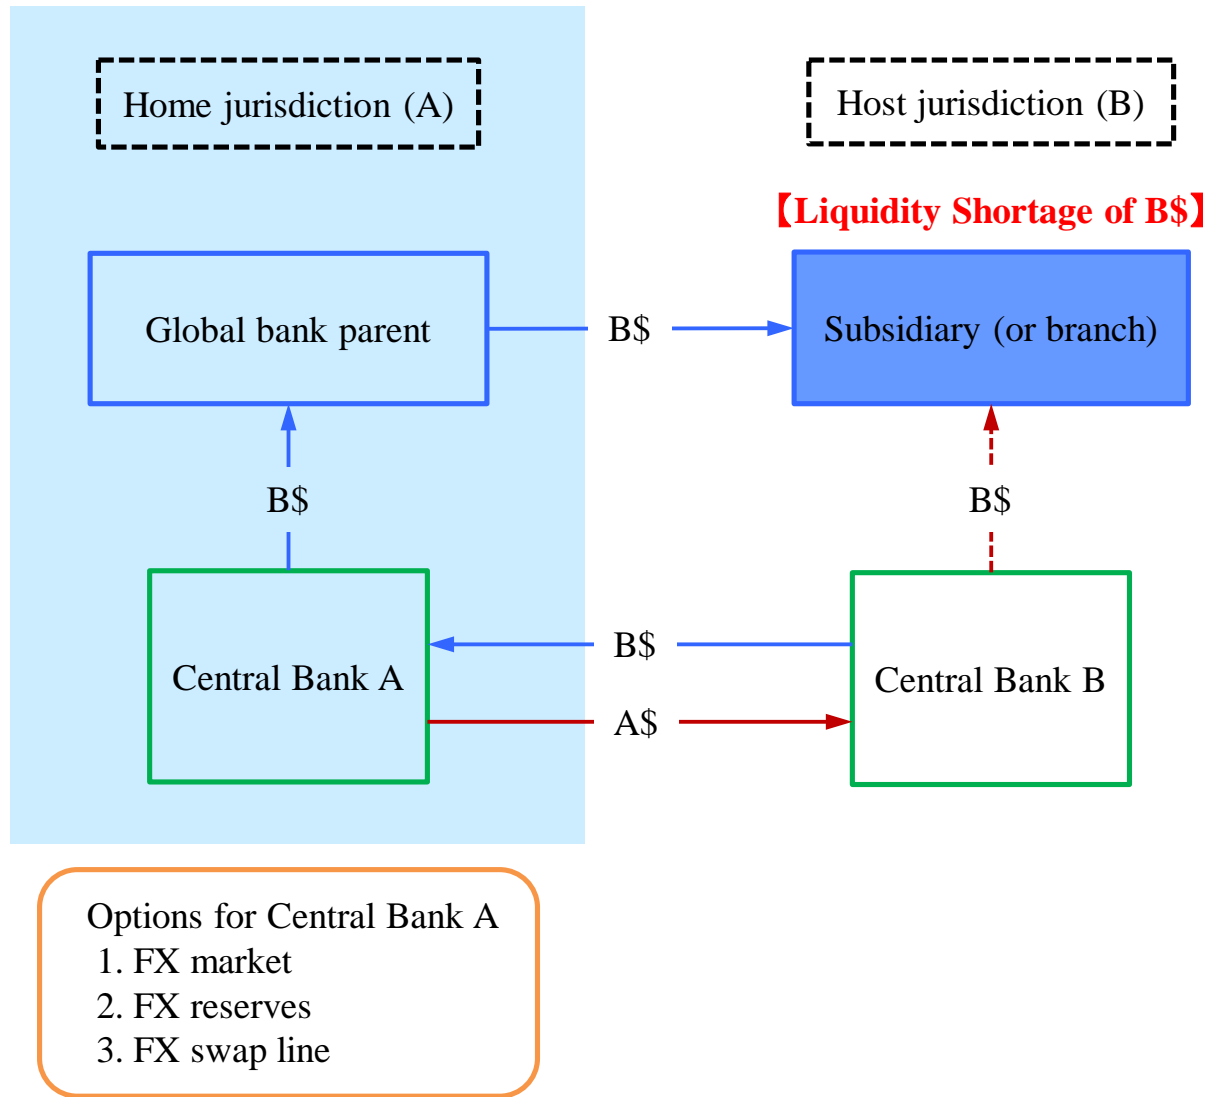 Home jurisdiction (A)
Host jurisdiction (B)
【Liquidity Shortage of B$】
Global bank parent
B$
Subsidiary (or branch)
B$
B$
Central Bank A
B$
A$
Central Bank B
Options for Central Bank A
1. FX market
2. FX reserves
3. FX swap line